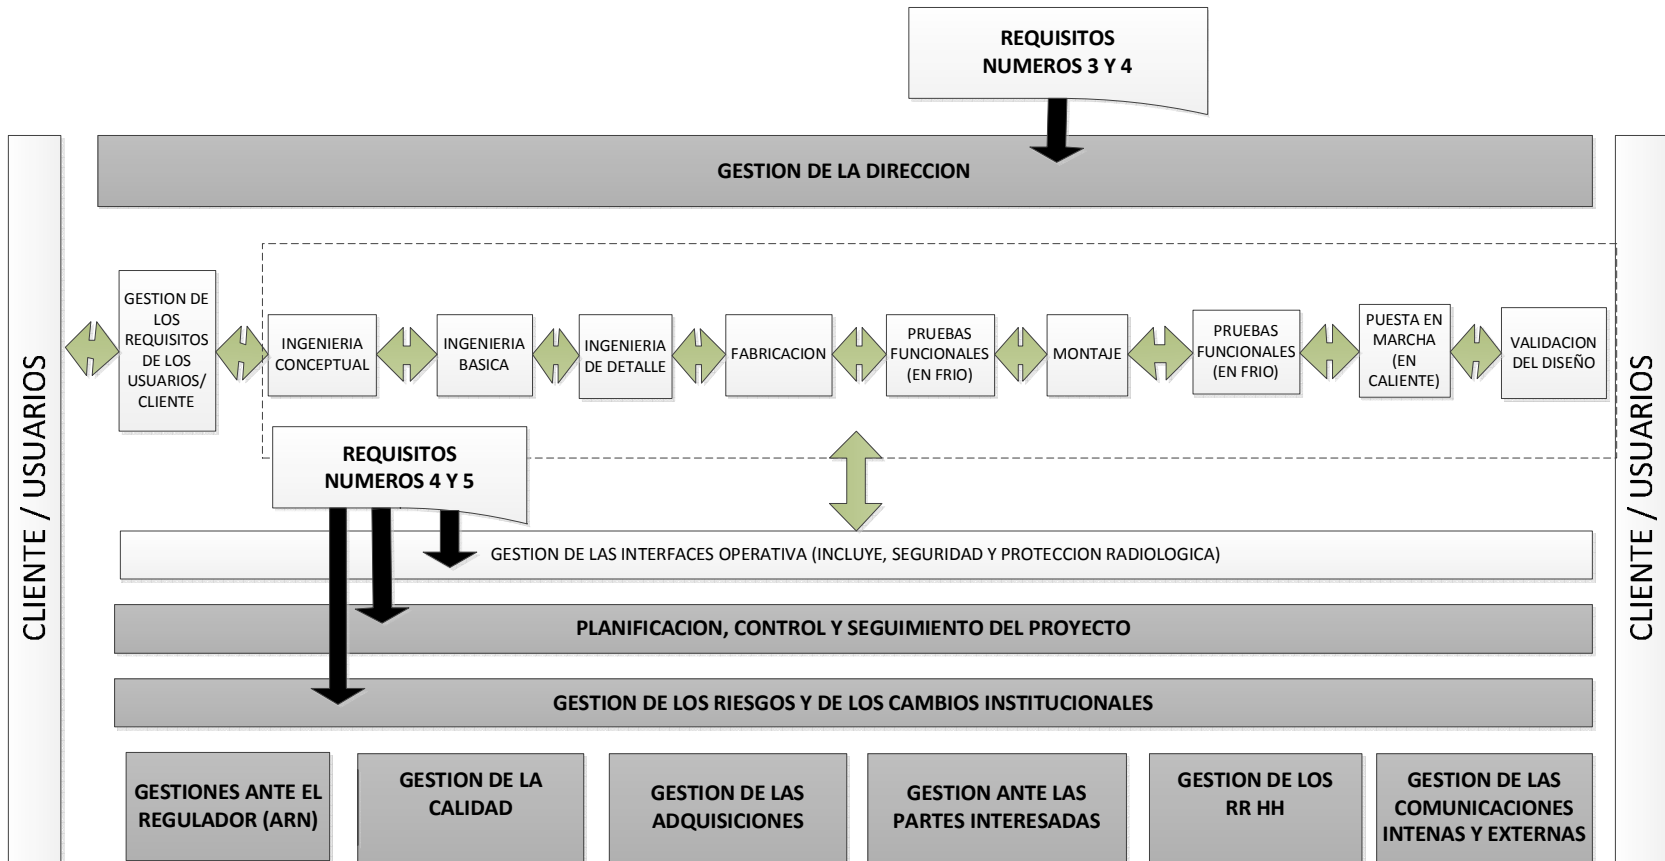 REQUISITOS
NUMEROS 3 Y 4
GESTION DE LA DIRECCION
CLIENTE / USUARIOS
GESTION DE
LOS
REQUISITOS
DE LOS
USUARIOS/
CLIENTE
INGENIERIA
CONCEPTUAL
INGENIERIA
BASICA
INGENIERIA
DE DETALLE
FABRICACION
PRUEBAS
FUNCIONALES
(EN FRIO)
MONTAJE
PRUEBAS
FUNCIONALES
(EN FRIO)
PUESTA EN
MARCHA
(EN
CALIENTE)
VALIDACION
DEL DISEÑO
CLIENTE / USUARIOS
REQUISITOS
NUMEROS 4 Y 5
GESTION DE LAS INTERFACES OPERATIVA (INCLUYE, SEGURIDAD Y PROTECCION RADIOLOGICA)
PLANIFICACION, CONTROL Y SEGUIMIENTO DEL PROYECTO
GESTION DE LOS RIESGOS Y DE LOS CAMBIOS INSTITUCIONALES
GESTIONES ANTE EL
REGULADOR (ARN)
GESTION DE LA
CALIDAD
GESTION DE LAS
ADQUISICIONES
GESTION ANTE LAS
PARTES INTERESADAS
GESTION DE LOS
RR HH
GESTION DE LAS
COMUNICACIONES
INTENAS Y EXTERNAS